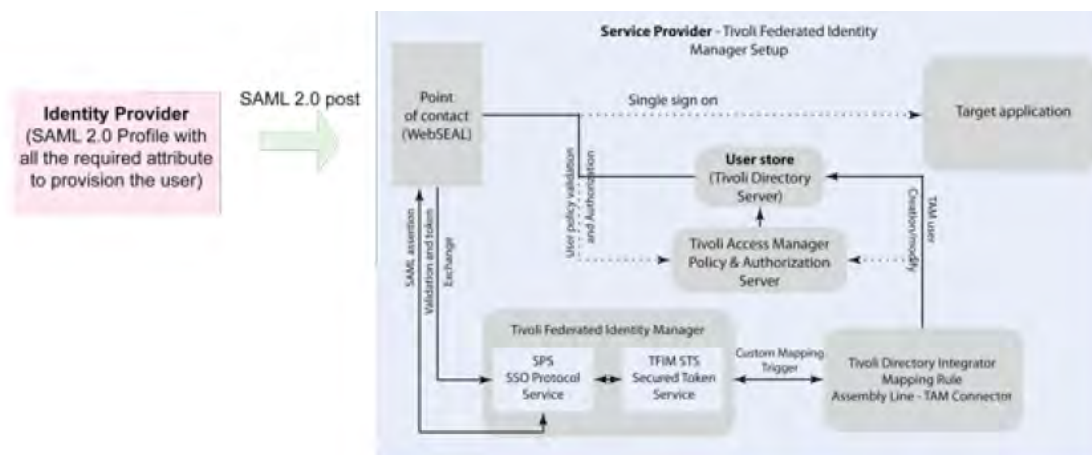 Service Provider - Tivoli Federated Identity
Manager Setup
Identity Provider
(SAML 2.0 Profile with
all the required attribute
to provision the user)
SAML 2.0 post
Point
of contact
(WebSEAL)
Single sign on
Target application
User store
(Tivoli Directory
Server)
User policy validation
and Authorization
TAM user
Creation/modify
Tivoli Access Manager
Policy & Authorization
Server
SAML assertion
Validation and token
Exchange
Tivoli Federated Identity Manager
SPS
SSO Protocol
Service
TFIM STS
Secured Token
Service
Custom Mapping
Trigger
Tivoli Directory Integrator
Mapping Rule
Assembly Line - TAM Connector